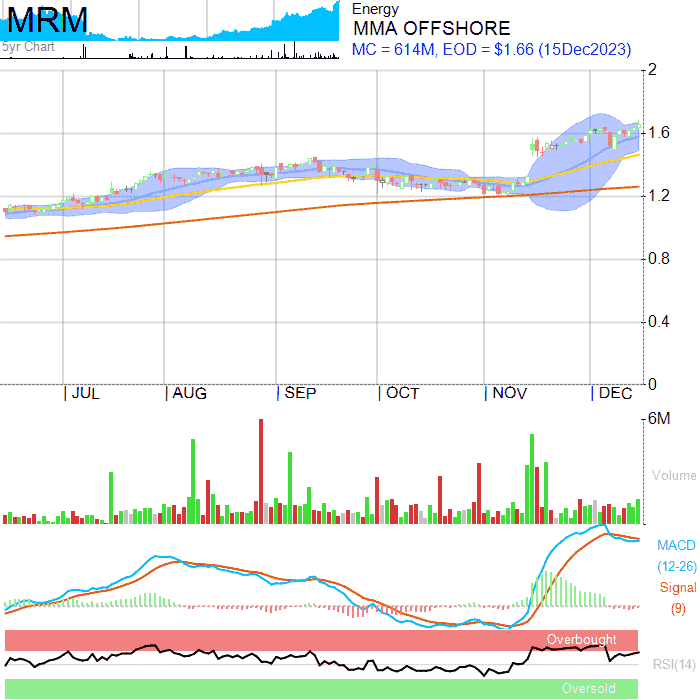 MRM
5yr Chart
Energy
MMA OFFSHORE
MC = 614M, EOD = $1.66 (15Dec2023)
2
1.6
1.2
0.8
0.4
0
JUL AUG SEP OCT NOV DEC
6M
Volume
MACD
(12-26)
Signal
(9)
Overbought
RSI(14)
Oversold